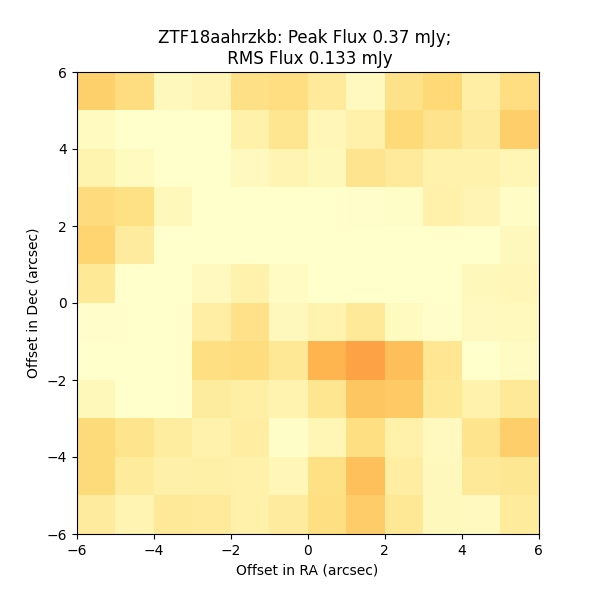 ZTF18aahrzkb: Peak Flux 0.37 mJy;
RMS Flux 0.133 mJy
6
4
2
0
−2
−4
−6
Offset in Dec (arcsec)
−6 −4 −2 0 2 4 6
Offset in RA (arcsec)